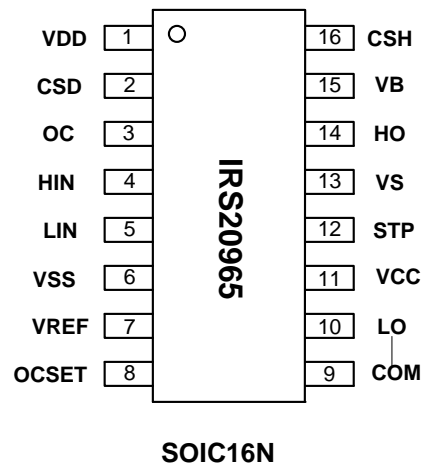 VDD 1 16 CSH
CSD 2 15 VB
OC 3 14 HO
HIN 4 13 VS
LIN 5 12 STP
VSS 6 11 VCC
VREF 7 10 LO
OCSET 8 9 COM
IRS20965
SOIC16N